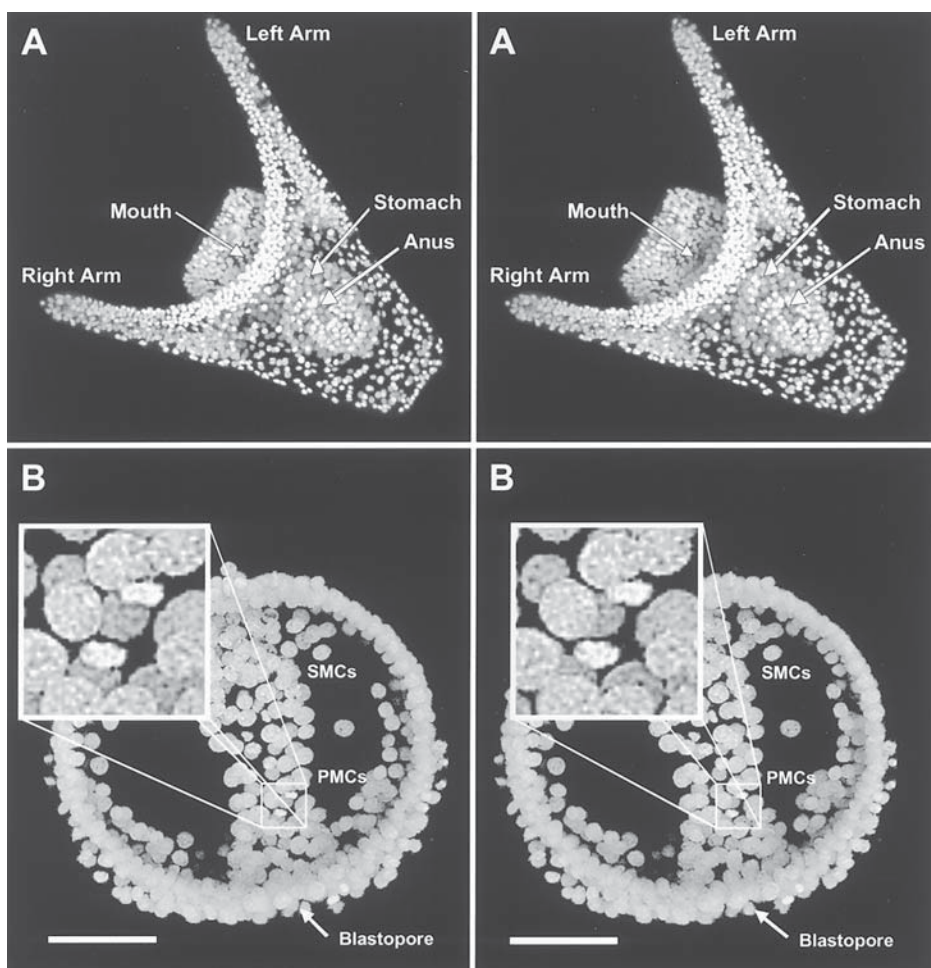 A
Left Arm
Mouth
Stomach
Anus
Right Arm
A
Left Arm
Mouth
Stomach
Anus
Right Arm
B
SMCs
PMCs
Blastopore
B
SMCs
PMCs
Blastopore